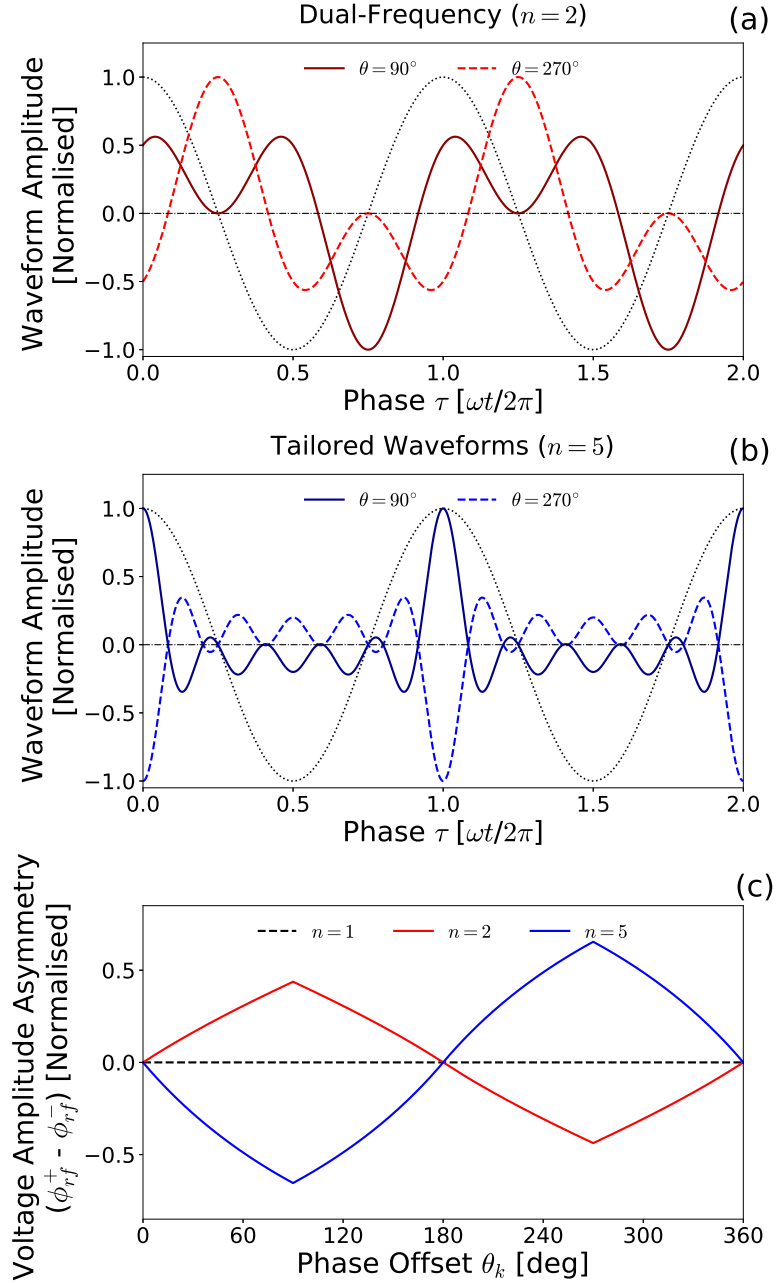 Dual-Frequency (n = 2)
(a)
θ = 90° θ = 270°
Waveform Amplitude
[Normalised]
1.0
0.5
0.0
−0.5
−1.0
0.0 0.5 1.0 1.5 2.0
Phase τ [ωt/2π]
Tailored Waveforms (n = 5)
(b)
θ = 90° θ = 270°
Waveform Amplitude
[Normalised]
1.0
0.5
0.0
−0.5
−1.0
0.0 0.5 1.0 1.5 2.0
Phase τ [ωt/2π]
(c)
n = 1 n = 2 n = 5
Voltage Amplitude Asymmetry
(ϕ⁺rf - ϕ⁻rf) [Normalised]
0.5
0.0
−0.5
0 60 120 180 240 300 360
Phase Offset θk [deg]